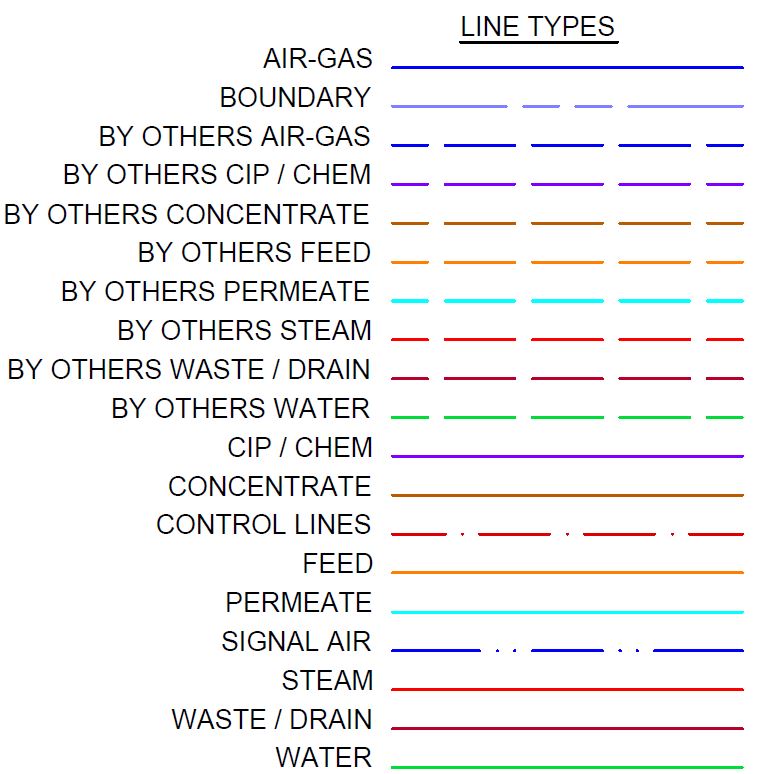 LINE TYPES
AIR-GAS
BOUNDARY
BY OTHERS AIR-GAS
BY OTHERS CIP / CHEM
BY OTHERS CONCENTRATE
BY OTHERS FEED
BY OTHERS PERMEATE
BY OTHERS STEAM
BY OTHERS WASTE / DRAIN
BY OTHERS WATER
CIP / CHEM
CONCENTRATE
CONTROL LINES
FEED
PERMEATE
SIGNAL AIR
STEAM
WASTE / DRAIN
WATER